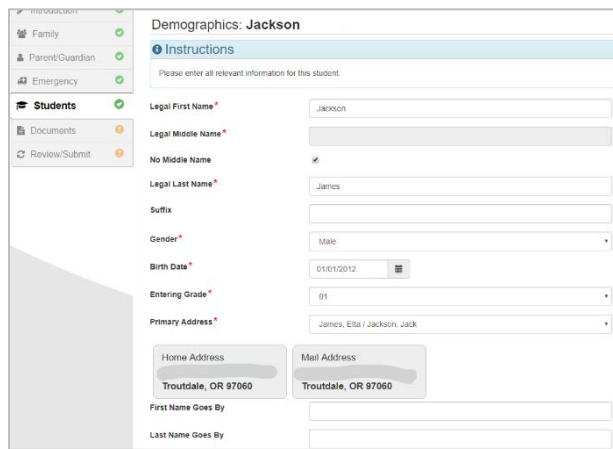 Introduction
Family
Parent/Guardian
Emergency
Students
Documents
Review/Submit
Demographics: Jackson
Instructions
Please enter all relevant information for this student.
Legal First Name* Jackson
Legal Middle Name*
No Middle Name
Legal Last Name* James
Suffix
Gender* Male
Birth Date* 01/01/2012
Entering Grade* 01
Primary Address* James, Etta / Jackson, Jack
Home Address
Troutdale, OR 97060
Mail Address
Troutdale, OR 97060
First Name Goes By
Last Name Goes By